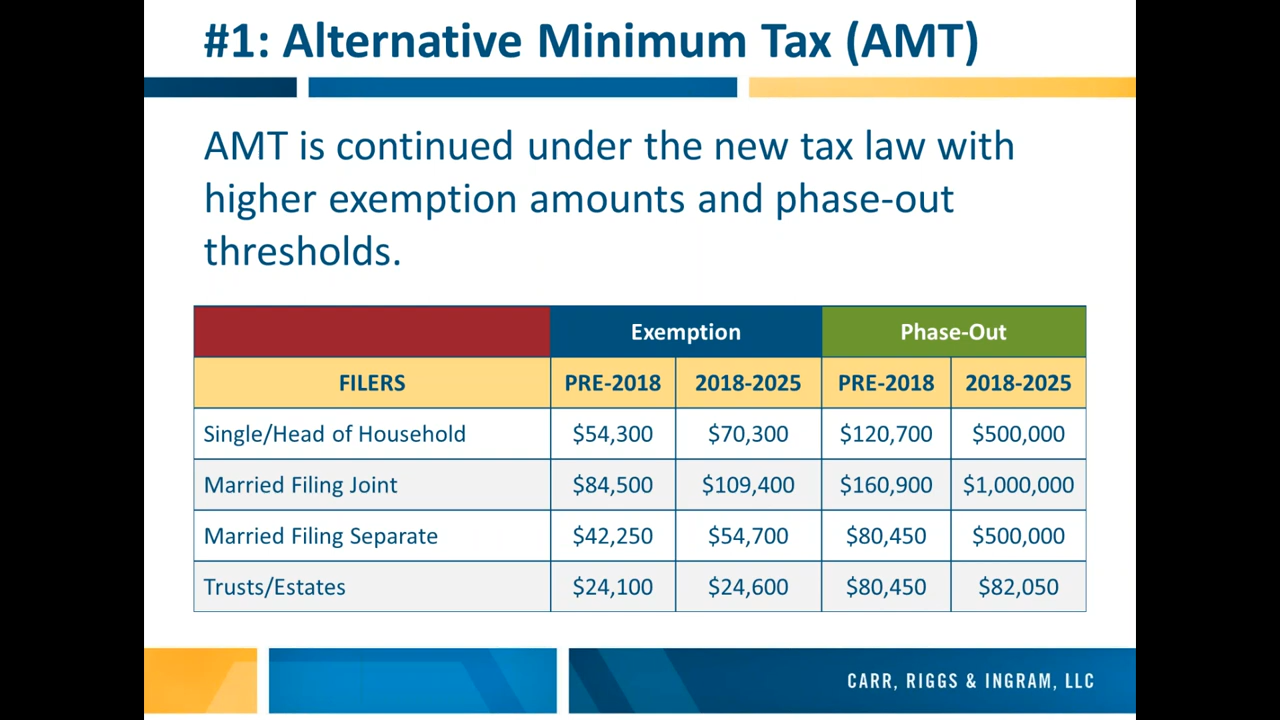 #1: Alternative Minimum Tax (AMT)
AMT is continued under the new tax law with
higher exemption amounts and phase-out
thresholds.
Exemption Phase-Out
FILERS PRE-2018 2018-2025 PRE-2018 2018-2025
Single/Head of Household $54,300 $70,300 $120,700 $500,000
Married Filing Joint $84,500 $109,400 $160,900 $1,000,000
Married Filing Separate $42,250 $54,700 $80,450 $500,000
Trusts/Estates $24,100 $24,600 $80,450 $82,050
CARR, RIGGS & INGRAM, LLC